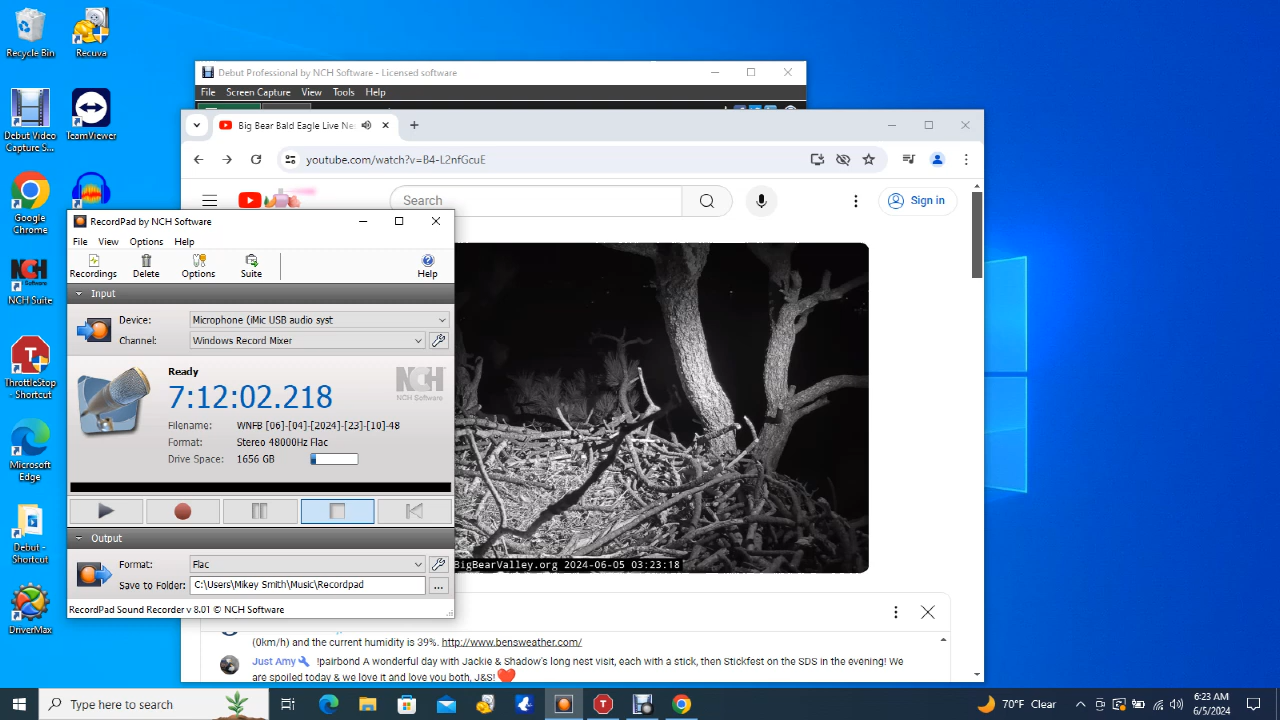 Recycle Bin
Recuva
Debut Video
Capture S...
TeamViewer
Google
Chrome
NCH Suite
ThrottleStop
- Shortcut
Microsoft
Edge
Debut -
Shortcut
DriverMax
Debut Professional by NCH Software - Licensed software
File Screen Capture View Tools Help
Big Bear Bald Eagle Live Ne
youtube.com/watch?v=B4-L2nfGcuE
Search
Sign in
RecordPad by NCH Software
File View Options Help
Recordings Delete Options Suite Help
Input
Device: Microphone (iMic USB audio syst
Channel: Windows Record Mixer
Ready
7:12:02.218
NCH
NCH Software
Filename: WNFB [06]-[04]-[2024]-[23]-[10]-48
Format: Stereo 48000Hz Flac
Drive Space: 1656 GB
Output
Format: Flac
Save to Folder: C:\Users\Mikey Smith\Music\Recordpad
...
RecordPad Sound Recorder v 8.01 © NCH Software
BigBearValley.org 2024-06-05 03:23:18
(0km/h) and the current humidity is 39%. http://www.bensweather.com/
Just Amy !pairbond A wonderful day with Jackie & Shadow's long nest visit, each with a stick, then Stickfest on the SDS in the evening! We
are spoiled today & we love it and love you both, J&S!
Type here to search
70°F Clear
6:23 AM
6/5/2024